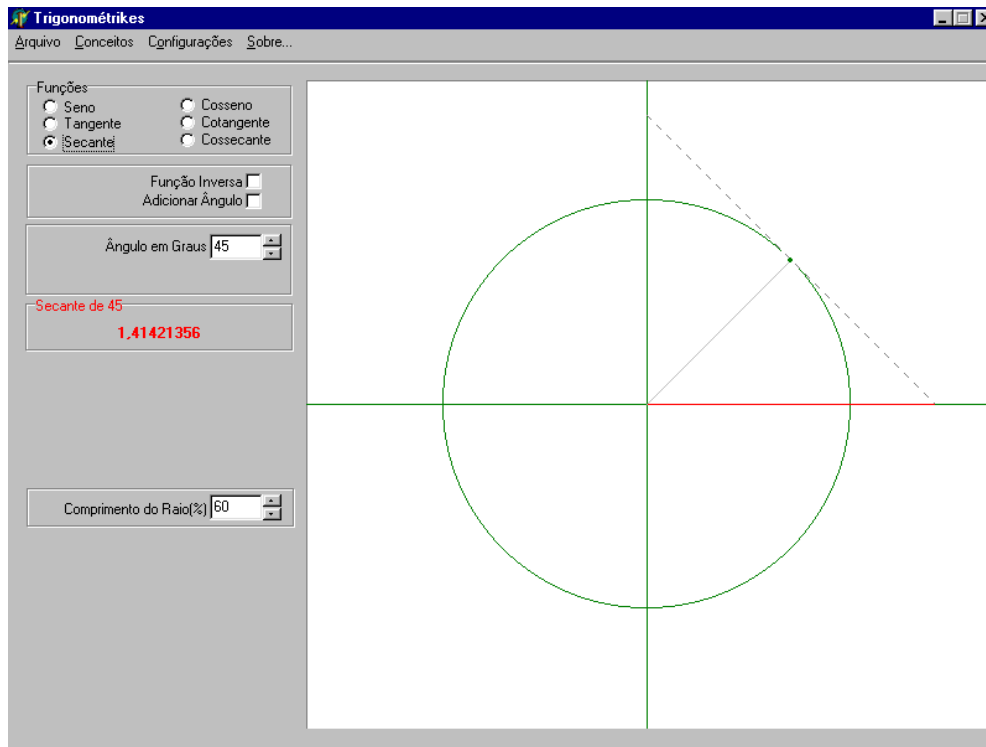 Trigonométrikes
Arquivo Conceitos Configurações Sobre...
Funções
Seno Cosseno
Tangente Cotangente
Secante Cossecante
Função Inversa
Adicionar Ângulo
Ângulo em Graus 45
Secante de 45
1,41421356
Comprimento do Raio(%) 60